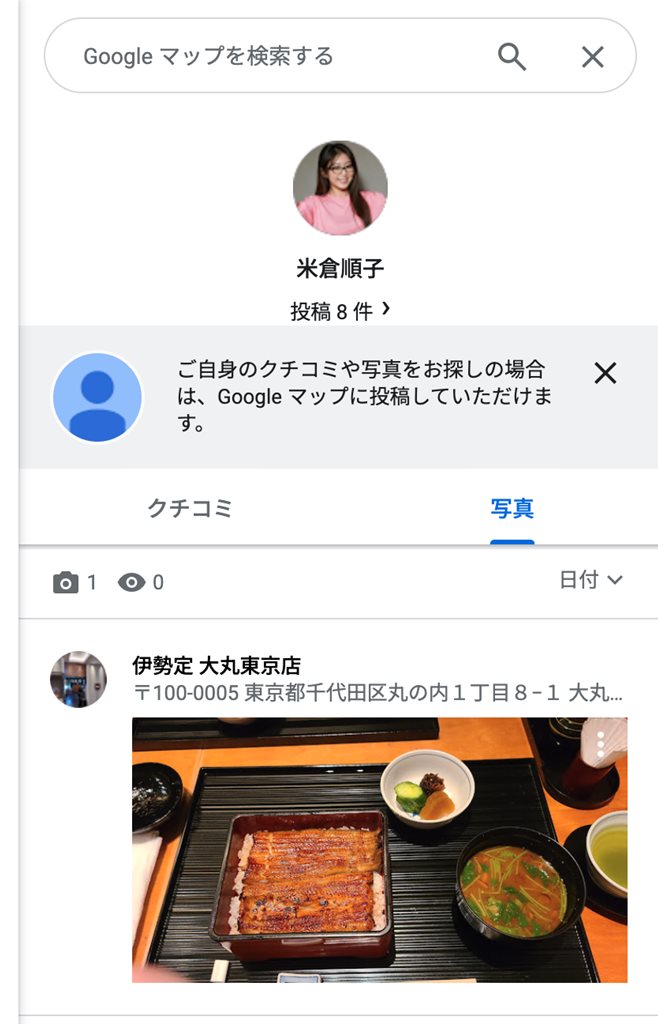 Google マップを検索する
米倉順子
投稿 8 件 ›
ご自身のクチコミや写真をお探しの場合
は、Google マップに投稿していただけま
す。
クチコミ 写真
1 0 日付
伊勢定 大丸東京店
〒100-0005 東京都千代田区丸の内１丁目８−１ 大丸...